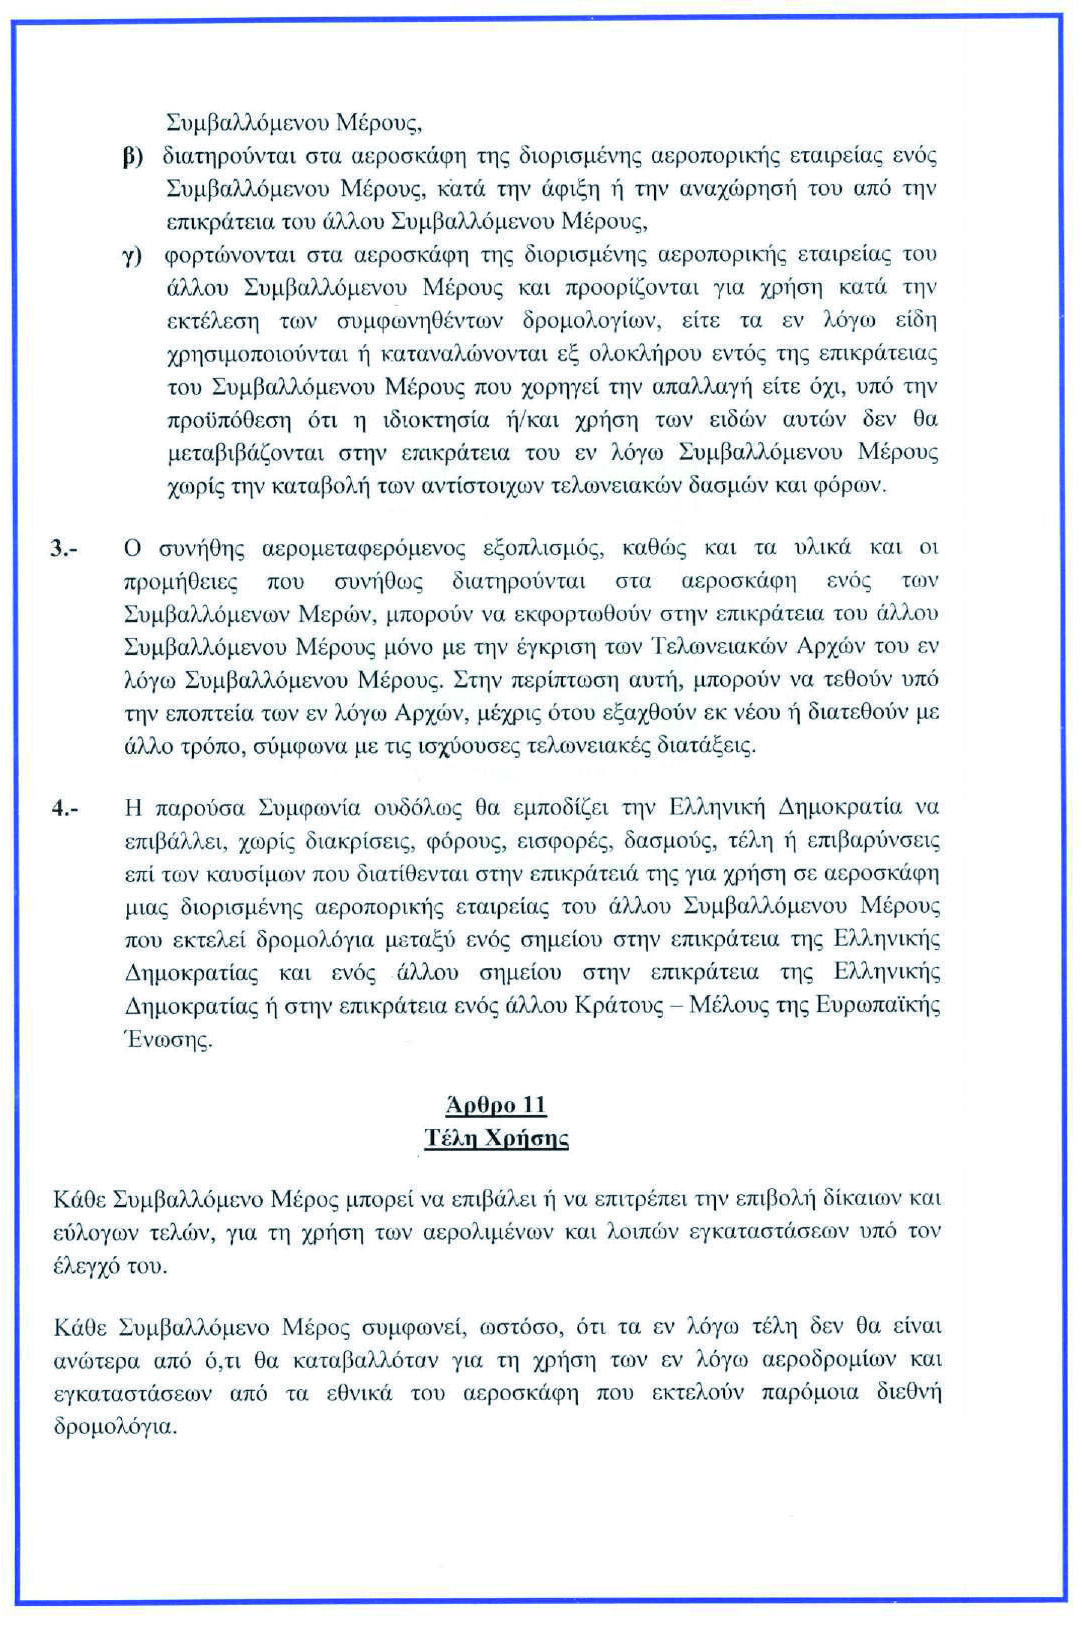 Συμβαλλόμενου Μέρους,
β) διατηρούνται στα αεροσκάφη της διορισμένης αεροπορικής εταιρείας ενός
Συμβαλλόμενου Μέρους, κατά την άφιξη ή την αναχώρησή του από την
επικράτεια του άλλου Συμβαλλόμενου Μέρους,
γ) φορτώνονται στα αεροσκάφη της διορισμένης αεροπορικής εταιρείας του
άλλου Συμβαλλόμενου Μέρους και προορίζονται για χρήση κατά την
εκτέλεση των συμφωνηθέντων δρομολογίων, είτε τα εν λόγω είδη
χρησιμοποιούνται ή καταναλώνονται εξ ολοκλήρου εντός της επικράτειας
του Συμβαλλόμενου Μέρους που χορηγεί την απαλλαγή είτε όχι, υπό την
προϋπόθεση ότι η ιδιοκτησία ή/και χρήση των ειδών αυτών δεν θα
μεταβιβάζονται στην επικράτεια του εν λόγω Συμβαλλόμενου Μέρους
χωρίς την καταβολή των αντίστοιχων τελωνειακών δασμών και φόρων.
3.- Ο συνήθης αερομεταφερόμενος εξοπλισμός, καθώς και τα υλικά και οι
προμήθειες που συνήθως διατηρούνται στα αεροσκάφη ενός των
Συμβαλλόμενων Μερών, μπορούν να εκφορτωθούν στην επικράτεια του άλλου
Συμβαλλόμενου Μέρους μόνο με την έγκριση των Τελωνειακών Αρχών του εν
λόγω Συμβαλλόμενου Μέρους. Στην περίπτωση αυτή, μπορούν να τεθούν υπό
την εποπτεία των εν λόγω Αρχών, μέχρις ότου εξαχθούν εκ νέου ή διατεθούν με
άλλο τρόπο, σύμφωνα με τις ισχύουσες τελωνειακές διατάξεις.
4.- Η παρούσα Συμφωνία ουδόλως θα εμποδίζει την Ελληνική Δημοκρατία να
επιβάλλει, χωρίς διακρίσεις, φόρους, εισφορές, δασμούς, τέλη ή επιβαρύνσεις
επί των καυσίμων που διατίθενται στην επικράτειά της για χρήση σε αεροσκάφη
μιας διορισμένης αεροπορικής εταιρείας του άλλου Συμβαλλόμενου Μέρους
που εκτελεί δρομολόγια μεταξύ ενός σημείου στην επικράτεια της Ελληνικής
Δημοκρατίας και ενός άλλου σημείου στην επικράτεια της Ελληνικής
Δημοκρατίας ή στην επικράτεια ενός άλλου Κράτους – Μέλους της Ευρωπαϊκής
Ένωσης.
Άρθρο 11
Τέλη Χρήσης
Κάθε Συμβαλλόμενο Μέρος μπορεί να επιβάλει ή να επιτρέπει την επιβολή δίκαιων και
εύλογων τελών, για τη χρήση των αερολιμένων και λοιπών εγκαταστάσεων υπό τον
έλεγχό του.
Κάθε Συμβαλλόμενο Μέρος συμφωνεί, ωστόσο, ότι τα εν λόγω τέλη δεν θα είναι
ανώτερα από ό,τι θα καταβαλλόταν για τη χρήση των εν λόγω αεροδρομίων και
εγκαταστάσεων από τα εθνικά του αεροσκάφη που εκτελούν παρόμοια διεθνή
δρομολόγια.